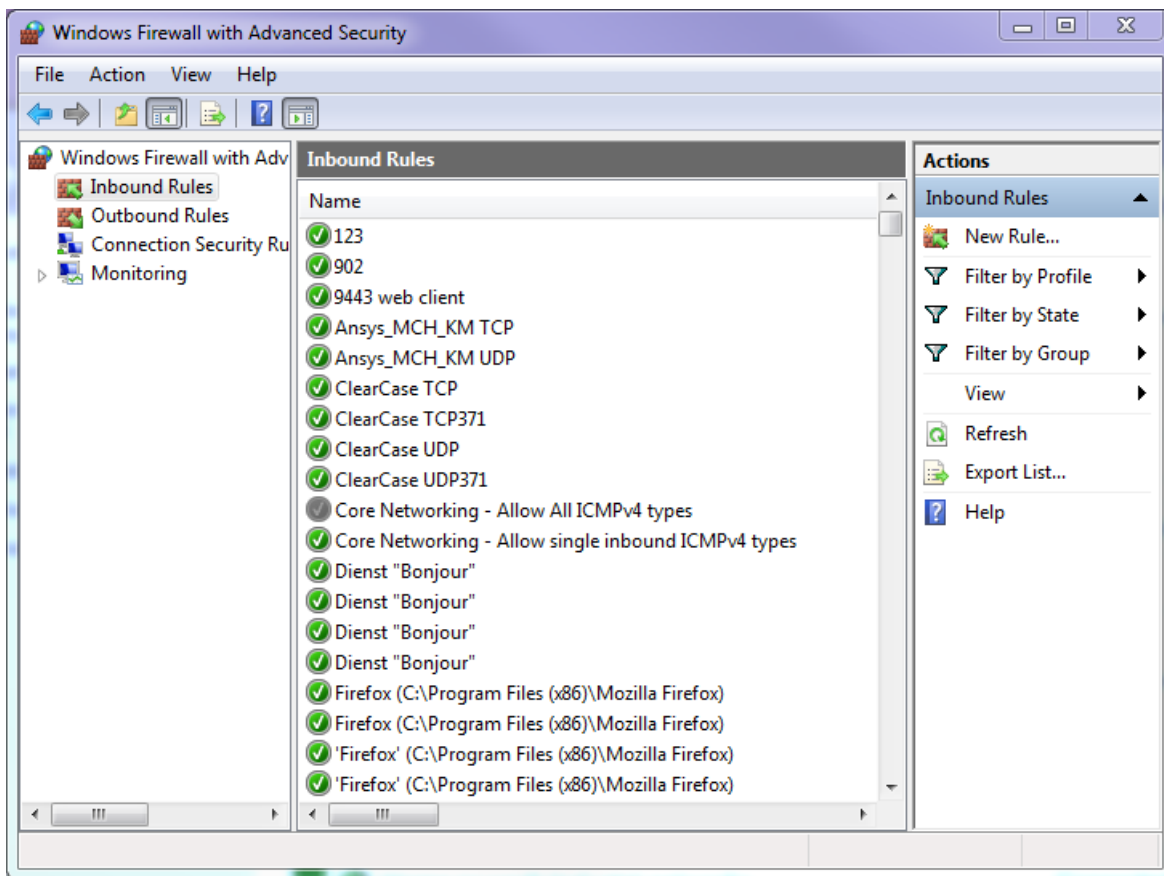 Windows Firewall with Advanced Security
File Action View Help
Windows Firewall with Adv
Inbound Rules
Outbound Rules
Connection Security Ru
Monitoring
Inbound Rules
Name
123
902
9443 web client
Ansys_MCH_KM TCP
Ansys_MCH_KM UDP
ClearCase TCP
ClearCase TCP371
ClearCase UDP
ClearCase UDP371
Core Networking - Allow All ICMPv4 types
Core Networking - Allow single inbound ICMPv4 types
Dienst "Bonjour"
Dienst "Bonjour"
Dienst "Bonjour"
Dienst "Bonjour"
Firefox (C:\Program Files (x86)\Mozilla Firefox)
Firefox (C:\Program Files (x86)\Mozilla Firefox)
'Firefox' (C:\Program Files (x86)\Mozilla Firefox)
'Firefox' (C:\Program Files (x86)\Mozilla Firefox)
Actions
Inbound Rules
New Rule...
Filter by Profile
Filter by State
Filter by Group
View
Refresh
Export List...
Help